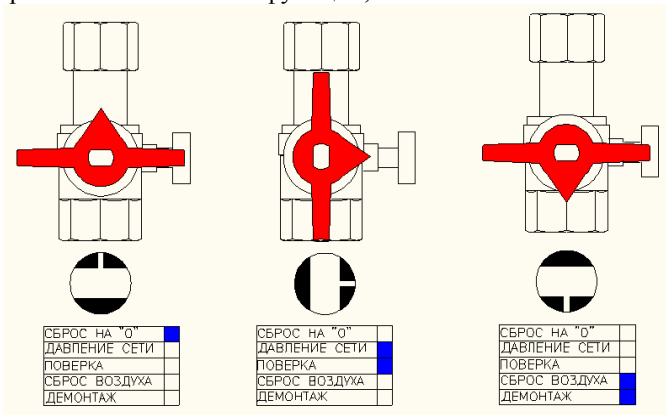 СБРОС НА "0"
ДАВЛЕНИЕ СЕТИ
ПОВЕРКА
СБРОС ВОЗДУХА
ДЕМОНТАЖ
СБРОС НА "0"
ДАВЛЕНИЕ СЕТИ
ПОВЕРКА
СБРОС ВОЗДУХА
ДЕМОНТАЖ
СБРОС НА "0"
ДАВЛЕНИЕ СЕТИ
ПОВЕРКА
СБРОС ВОЗДУХА
ДЕМОНТАЖ